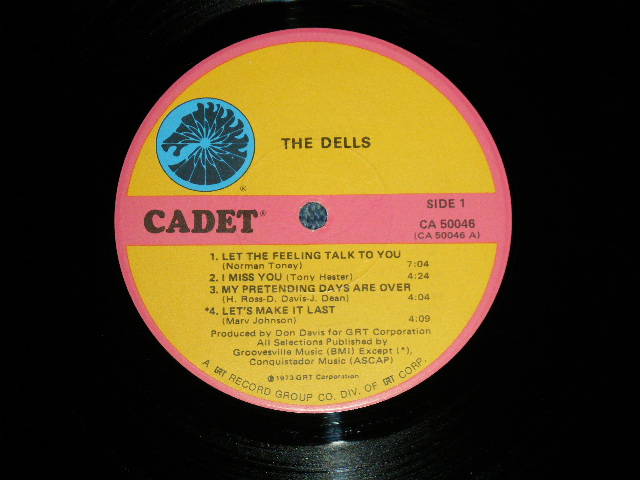 THE DELLS
®
CADET®
SIDE 1
CA 50046
(CA 50046 A)
1. LET THE FEELING TALK TO YOU
(Norman Toney) 7:04
2. I MISS YOU (Tony Hester) 4:24
3. MY PRETENDING DAYS ARE OVER
(H. Ross-D. Davis-J. Dean) 4:04
*4. LET'S MAKE IT LAST
(Marv Johnson) 4:09
Produced by Don Davis for GRT Corporation
All Selections Published by
Groovesville Music (BMI) Except (*),
Conquistador Music (ASCAP)
℗1973 GRT Corporation
A GRT RECORD GROUP CO. DIV. OF GRT CORP.